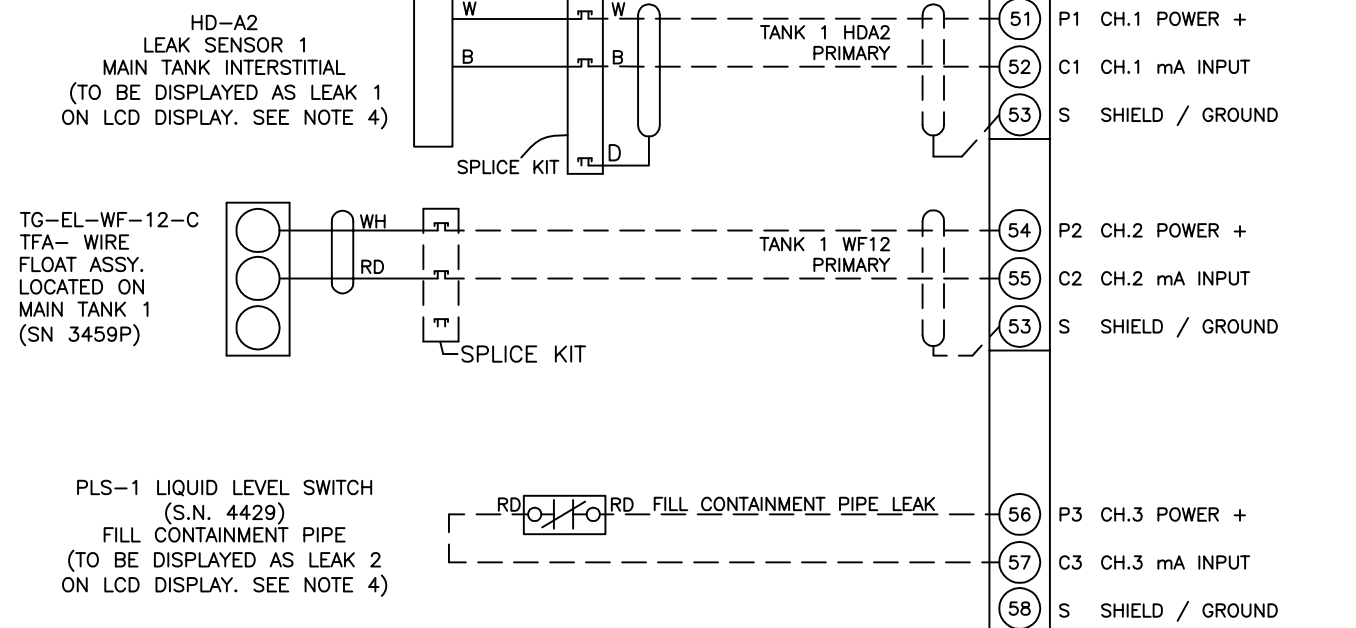 HD-A2
LEAK SENSOR 1
MAIN TANK INTERSTITIAL
(TO BE DISPLAYED AS LEAK 1
ON LCD DISPLAY. SEE NOTE 4)
W
W
B
B
D
SPLICE KIT
TANK 1 HDA2
PRIMARY
51 P1 CH.1 POWER +
52 C1 CH.1 mA INPUT
53 S SHIELD / GROUND
TG-EL-WF-12-C
TFA- WIRE
FLOAT ASSY.
LOCATED ON
MAIN TANK 1
(SN 3459P)
WH
RD
SPLICE KIT
TANK 1 WF12
PRIMARY
54 P2 CH.2 POWER +
55 C2 CH.2 mA INPUT
53 S SHIELD / GROUND
PLS-1 LIQUID LEVEL SWITCH
(S.N. 4429)
FILL CONTAINMENT PIPE
(TO BE DISPLAYED AS LEAK 2
ON LCD DISPLAY. SEE NOTE 4)
RD
RD
FILL CONTAINMENT PIPE LEAK
56 P3 CH.3 POWER +
57 C3 CH.3 mA INPUT
58 S SHIELD / GROUND